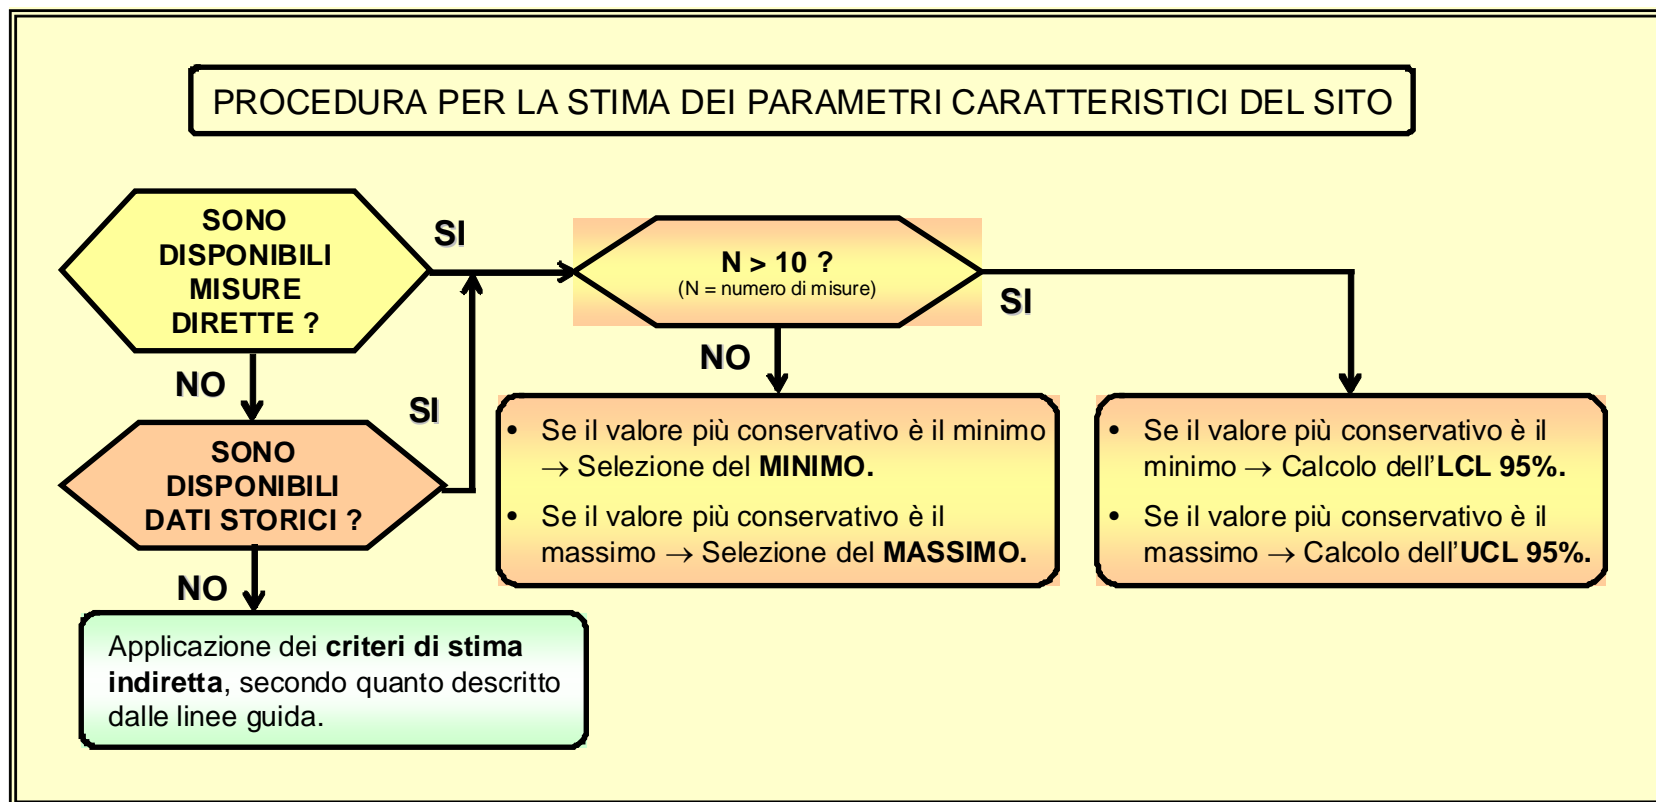 PROCEDURA PER LA STIMA DEI PARAMETRI CARATTERISTICI DEL SITO
SONO
DISPONIBILI
MISURE
DIRETTE ?
SI
N > 10 ?
(N = numero di misure)
SI
NO
NO
SI
SONO
DISPONIBILI
DATI STORICI ?
• Se il valore più conservativo è il minimo
→ Selezione del MINIMO.
• Se il valore più conservativo è il
massimo → Selezione del MASSIMO.
• Se il valore più conservativo è il
minimo → Calcolo dell'LCL 95%.
• Se il valore più conservativo è il
massimo → Calcolo dell'UCL 95%.
NO
Applicazione dei criteri di stima
indiretta, secondo quanto descritto
dalle linee guida.